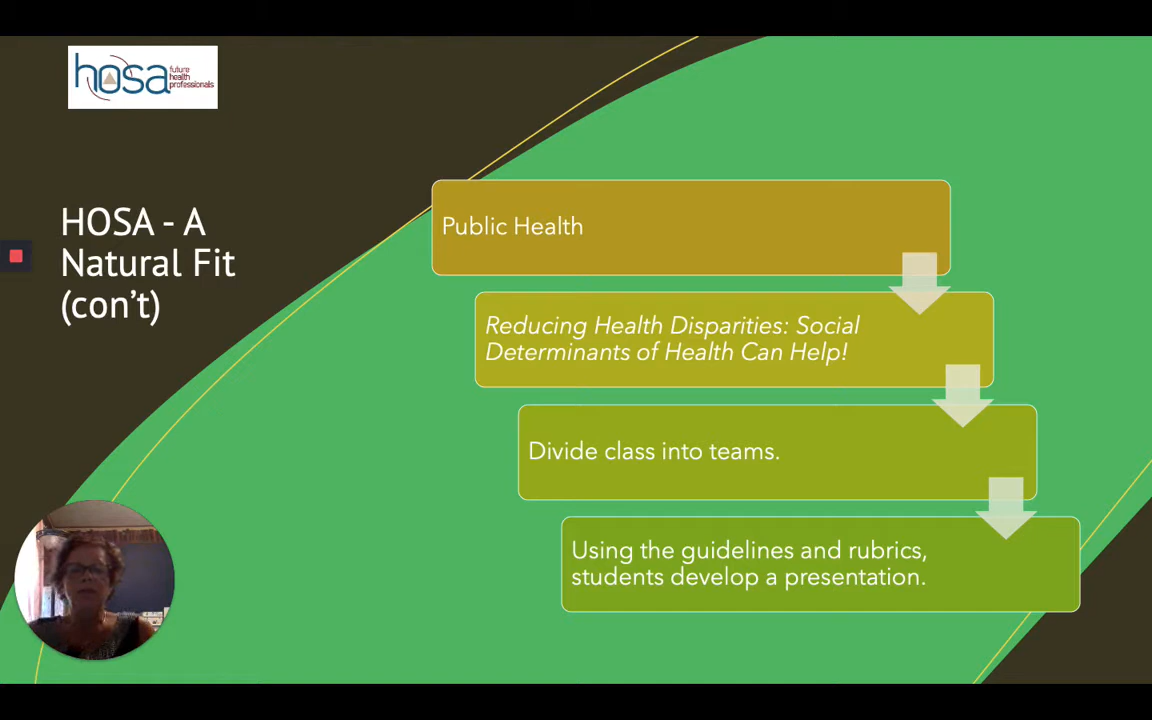 hosa
future
health
professionals
HOSA - A
Natural Fit
(con’t)
Public Health
Reducing Health Disparities: Social
Determinants of Health Can Help!
Divide class into teams.
Using the guidelines and rubrics,
students develop a presentation.